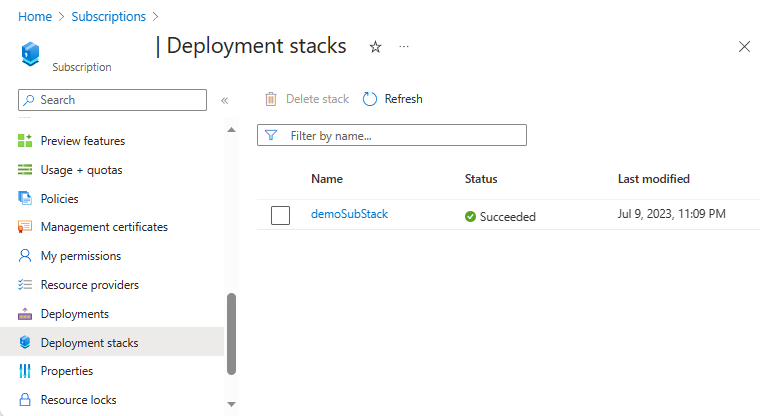 Home > Subscriptions >
| Deployment stacks
Subscription
Search
«
Delete stack
Refresh
Filter by name...
Preview features
Usage + quotas
Policies
Management certificates
My permissions
Resource providers
Deployments
Deployment stacks
Properties
Resource locks
Name Status Last modified
demoSubStack Succeeded Jul 9, 2023, 11:09 PM